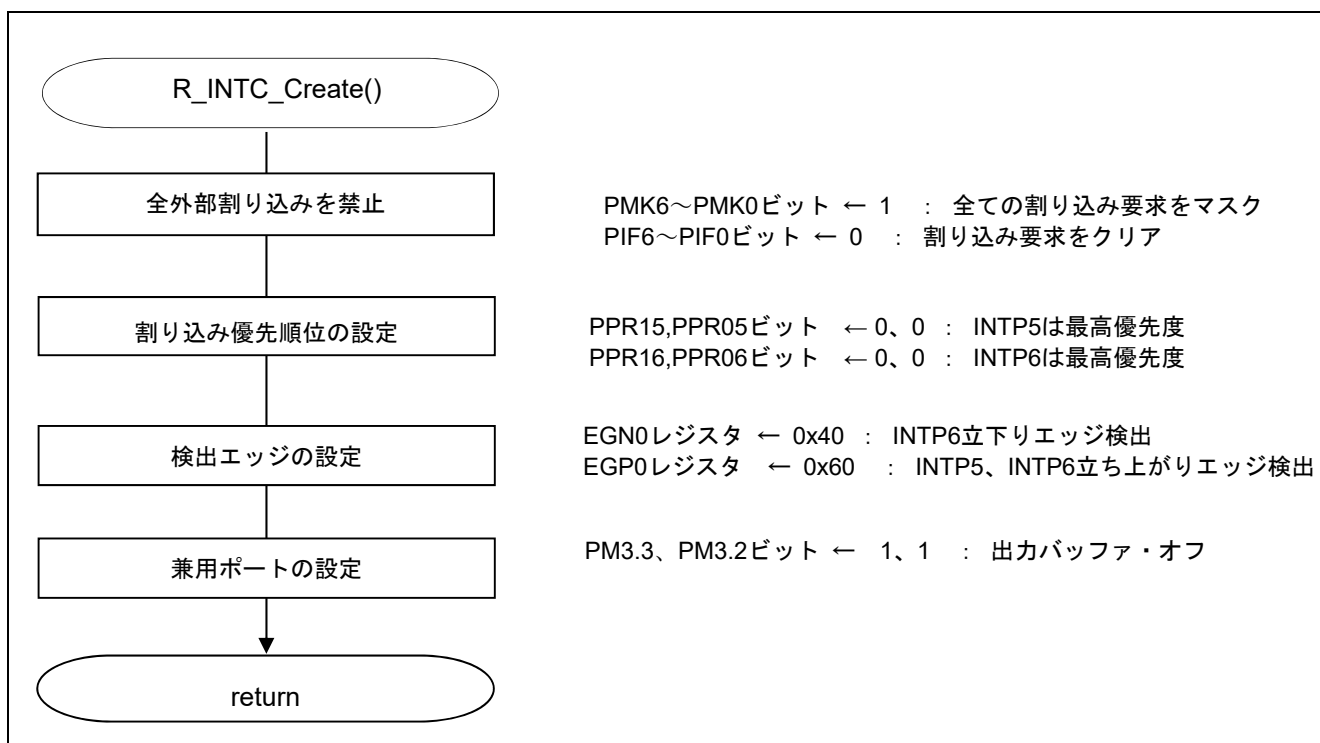 R_INTC_Create()
全外部割り込みを禁止
PMK6～PMK0ビット ← 1 : 全ての割り込み要求をマスク
PIF6～PIF0ビット ← 0 : 割り込み要求をクリア
割り込み優先順位の設定
PPR15,PPR05ビット ← 0、0 : INTP5は最高優先度
PPR16,PPR06ビット ← 0、0 : INTP6は最高優先度
検出エッジの設定
EGN0レジスタ ← 0x40 : INTP6立下りエッジ検出
EGP0レジスタ ← 0x60 : INTP5、INTP6立ち上がりエッジ検出
兼用ポートの設定
PM3.3、PM3.2ビット ← 1、1 : 出力バッファ・オフ
return